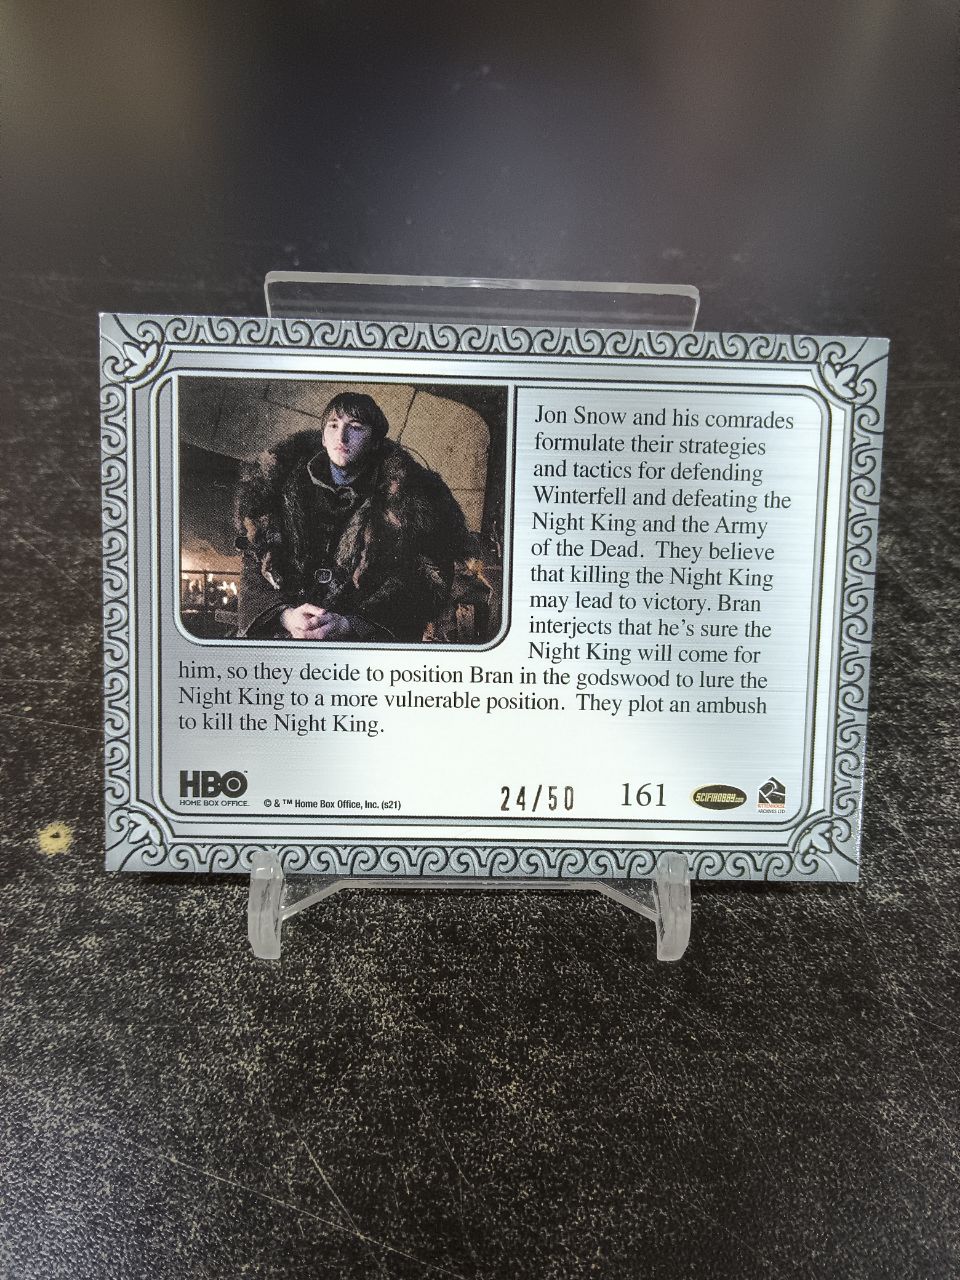 Jon Snow and his comrades
formulate their strategies
and tactics for defending
Winterfell and defeating the
Night King and the Army
of the Dead.  They believe
that killing the Night King
may lead to victory. Bran
interjects that he's sure the
Night King will come for
him, so they decide to position Bran in the godswood to lure the
Night King to a more vulnerable position.  They plot an ambush
to kill the Night King.
HBO
HOME BOX OFFICE.
© & ™ Home Box Office, Inc. (s21)
24/50
161
SCIFIHOBBY.com
RITTENHOUSE
ARCHIVES LTD